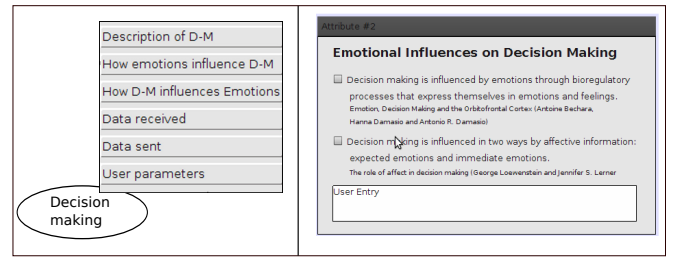 Description of D-M
How emotions influence D-M
How D-M influences Emotions
Data received
Data sent
User parameters
Decision
making
Attribute #2
Emotional Influences on Decision Making
Decision making is influenced by emotions through bioregulatory
processes that express themselves in emotions and feelings.
Emotion, Decision Making and the Orbitofrontal Cortex (Antoine Bechara,
Hanna Damasio and Antonio R. Damasio)
Decision making is influenced in two ways by affective information:
expected emotions and immediate emotions.
The role of affect in decision making (George Loewenstein and Jennifer S. Lerner
User Entry